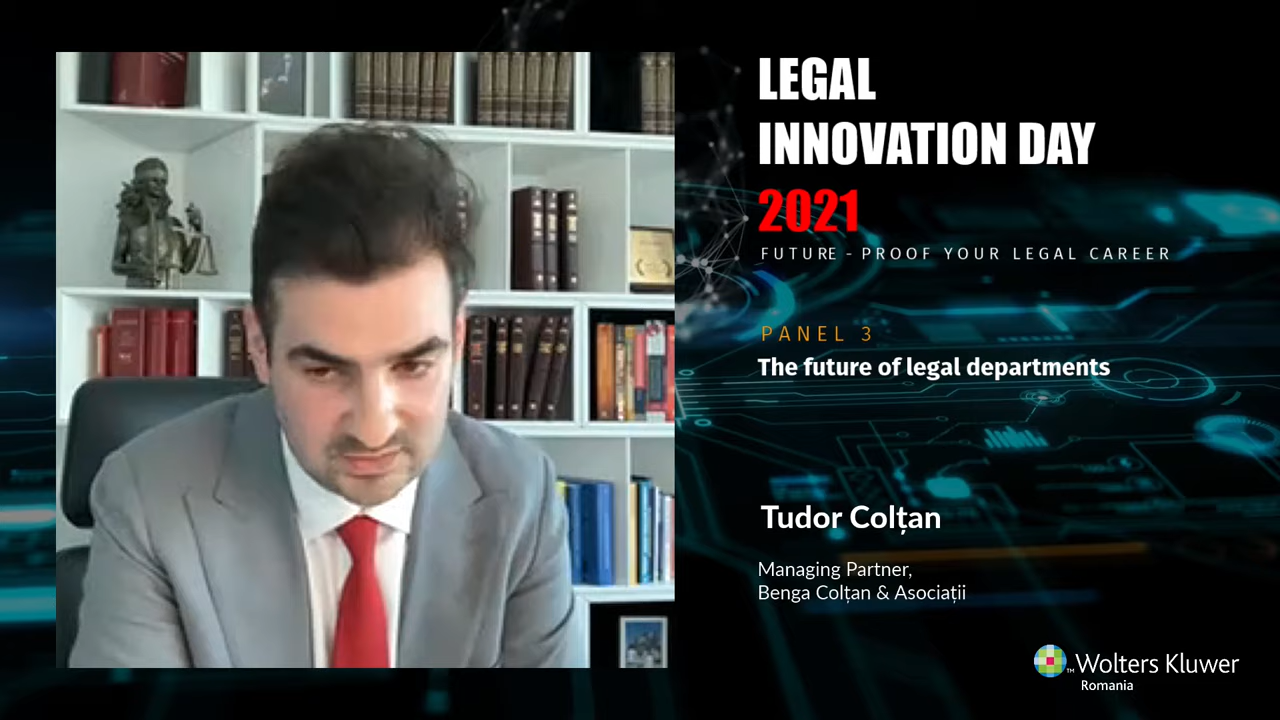 LEGAL
INNOVATION DAY
2021
FUTURE - PROOF YOUR LEGAL CAREER
PANEL 3
The future of legal departments
Tudor Colțan
Managing Partner,
Benga Colțan & Asociații
TM Wolters Kluwer
Romania